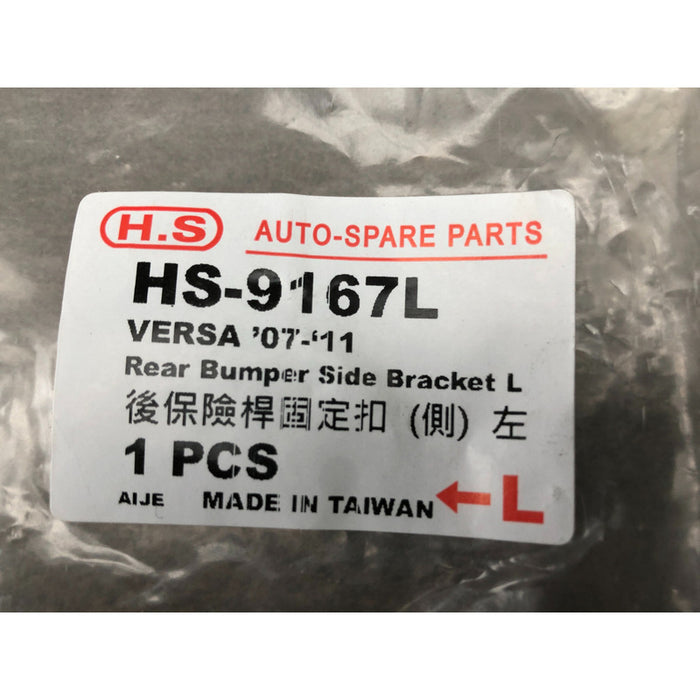 H.S AUTO-SPARE PARTS
HS-9167L
VERSA '07-'11
Rear Bumper Side Bracket L
後保險桿固定扣 (側) 左
1 PCS
AIJE MADE IN TAIWAN ←L